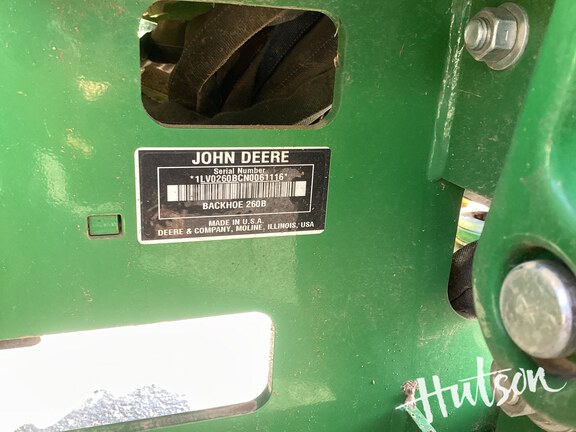 JOHN DEERE
Serial Number
*1LV0260BCN0061116*
BACKHOE 260B
MADE IN U.S.A.
DEERE & COMPANY, MOLINE, ILLINOIS, USA
Hutson